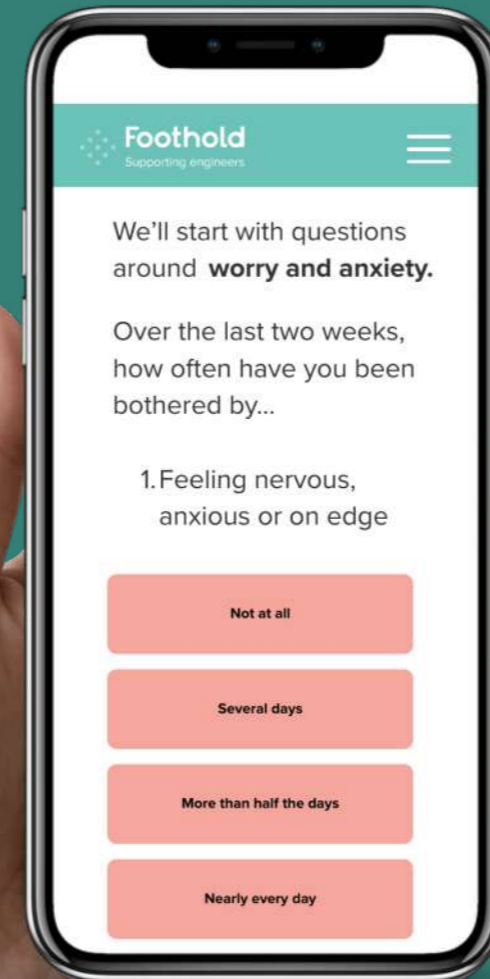 Foothold
Supporting engineers
We'll start with questions
around worry and anxiety.
Over the last two weeks,
how often have you been
bothered by...
1. Feeling nervous,
anxious or on edge
Not at all
Several days
More than half the days
Nearly every day